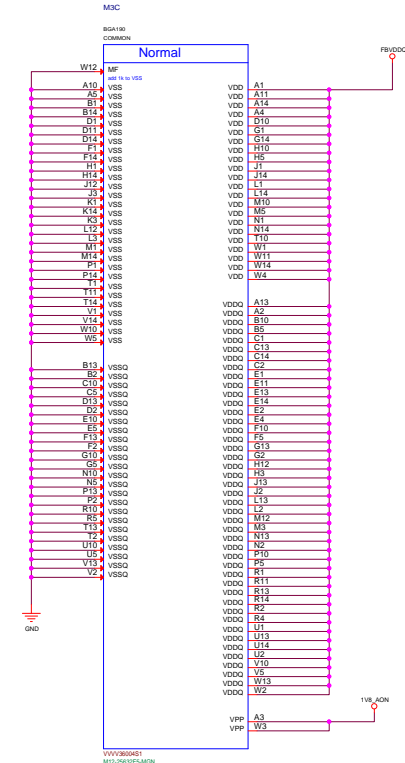 M3C
BGA190
COMMON
Normal
FBVDDQ
W12 MF
add 1k to VSS
A10 VSS VDD A1
A5 VSS VDD A11
B1 VSS VDD A14
B14 VSS VDD A4
D1 VSS VDD D10
D11 VSS VDD G1
D14 VSS VDD G14
F1 VSS VDD H10
F14 VSS VDD H5
H1 VSS VDD J1
H14 VSS VDD J14
J12 VSS VDD L1
J3 VSS VDD L14
K1 VSS VDD M10
K14 VSS VDD M5
K3 VSS VDD N1
L12 VSS VDD N14
L3 VSS VDD T10
M1 VSS VDD W1
M14 VSS VDD W11
P1 VSS VDD W14
P14 VSS VDD W4
T1 VSS
T11 VSS
T14 VSS VDDQ A13
V1 VSS VDDQ A2
V14 VSS VDDQ B10
W10 VSS VDDQ B5
W5 VSS VDDQ C1
VDDQ C13
VDDQ C14
B13 VSSQ VDDQ C2
B2 VSSQ VDDQ E1
C10 VSSQ VDDQ E11
C5 VSSQ VDDQ E13
D13 VSSQ VDDQ E14
D2 VSSQ VDDQ E2
E10 VSSQ VDDQ E4
E5 VSSQ VDDQ F10
F13 VSSQ VDDQ F5
F2 VSSQ VDDQ G13
G10 VSSQ VDDQ G2
G5 VSSQ VDDQ H12
N10 VSSQ VDDQ H3
N5 VSSQ VDDQ J13
P13 VSSQ VDDQ J2
P2 VSSQ VDDQ L13
R10 VSSQ VDDQ L2
R5 VSSQ VDDQ M12
T13 VSSQ VDDQ M3
T2 VSSQ VDDQ N13
U10 VSSQ VDDQ N2
U5 VSSQ VDDQ P10
V13 VSSQ VDDQ P5
V2 VSSQ VDDQ R1
VDDQ R11
VDDQ R13
VDDQ R14
VDDQ R2
VDDQ R4
GND
VDDQ U1
VDDQ U13
VDDQ U14
VDDQ U2
VDDQ V10
VDDQ V5
VDDQ W13
VDDQ W2
1V8_AON
VPP A3
VPP W3
VVVV36004S1